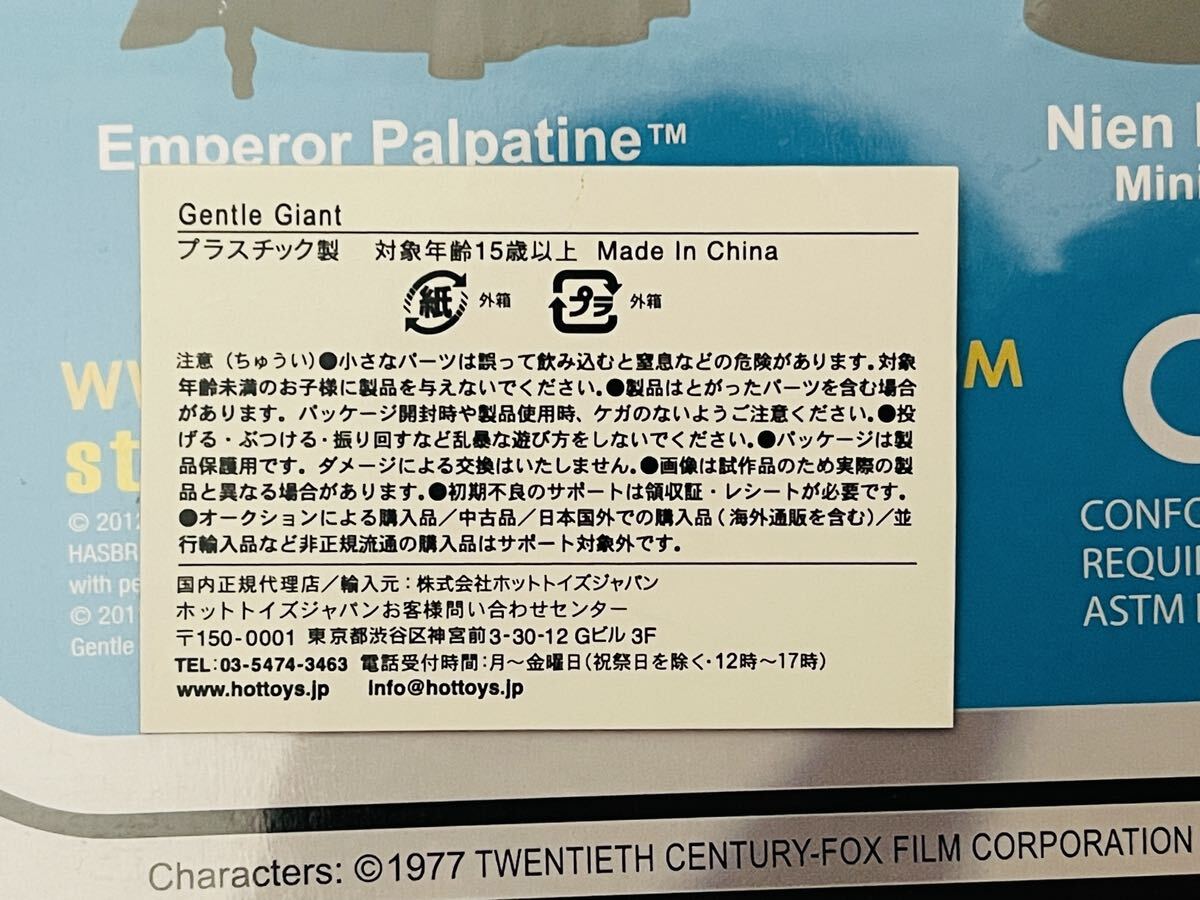 Emperor Palpatine™
Nien
Mini
Gentle Giant
プラスチック製 対象年齢15歳以上 Made In China
紙 外箱 プラ 外箱
注意（ちゅうい）●小さなパーツは誤って飲み込むと窒息などの危険があります。対象
年齢未満のお子様に製品を与えないでください。●製品はとがったパーツを含む場合
があります。パッケージ開封時や製品使用時、ケガのないようご注意ください。●投
げる・ぶつける・振り回すなど乱暴な遊び方をしないでください。●パッケージは製
品保護用です。ダメージによる交換はいたしません。●画像は試作品のため実際の製
品と異なる場合があります。●初期不良のサポートは領収証・レシートが必要です。
●オークションによる購入品／中古品／日本国外での購入品（海外通販を含む）／並
行輸入品など非正規流通の購入品はサポート対象外です。
国内正規代理店／輸入元：株式会社ホットトイズジャパン
ホットトイズジャパンお客様問い合わせセンター
〒150-0001 東京都渋谷区神宮前3-30-12 Gビル 3F
TEL:03-5474-3463 電話受付時間：月～金曜日（祝祭日を除く・12時～17時）
www.hottoys.jp Info@hottoys.jp
st
M
© 201
HASBR
with pe
© 201
Gentle
CONFO
REQUI
ASTM
Characters: ©1977 TWENTIETH CENTURY-FOX FILM CORPORATION